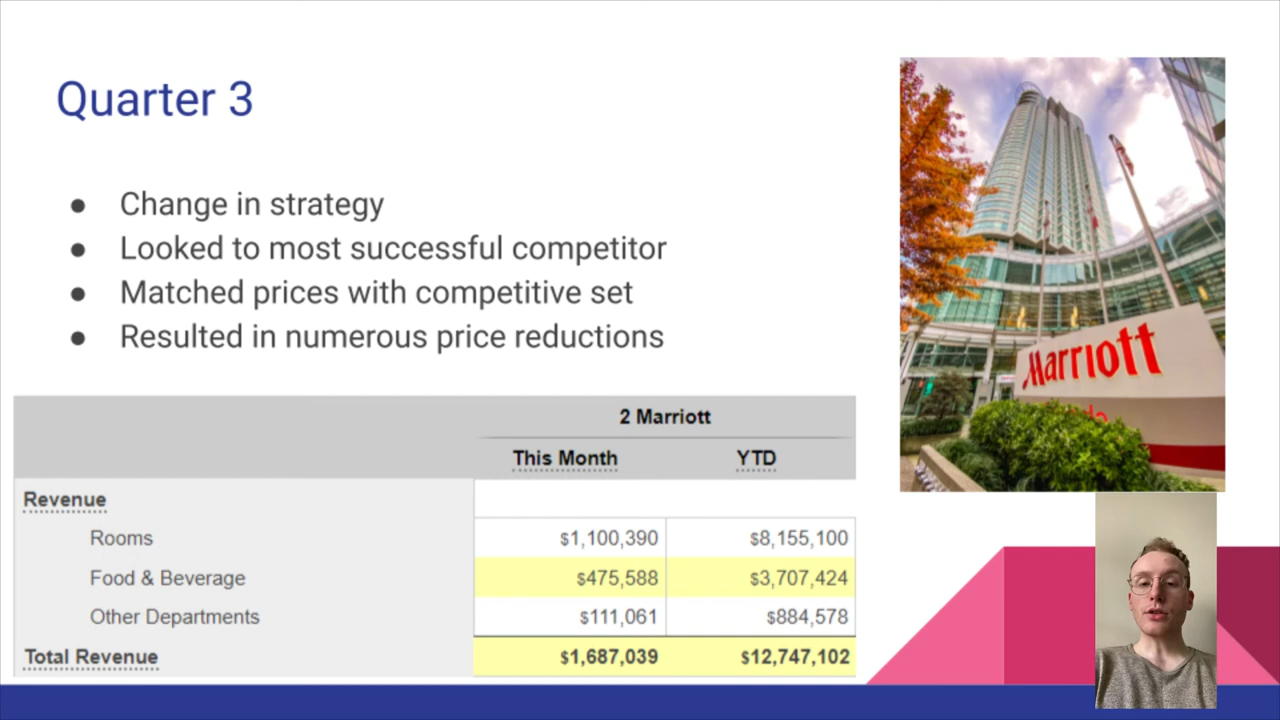 Quarter 3
● Change in strategy
● Looked to most successful competitor
● Matched prices with competitive set
● Resulted in numerous price reductions
Marriott
2 Marriott
This Month YTD
Revenue
Rooms $1,100,390 $8,155,100
Food & Beverage $475,588 $3,707,424
Other Departments $111,061 $884,578
Total Revenue $1,687,039 $12,747,102